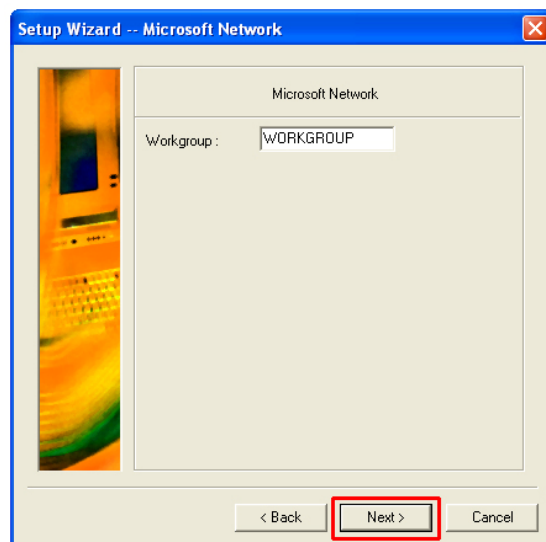 Setup Wizard -- Microsoft Network
Microsoft Network
Workgroup :
WORKGROUP
< Back
Next >
Cancel